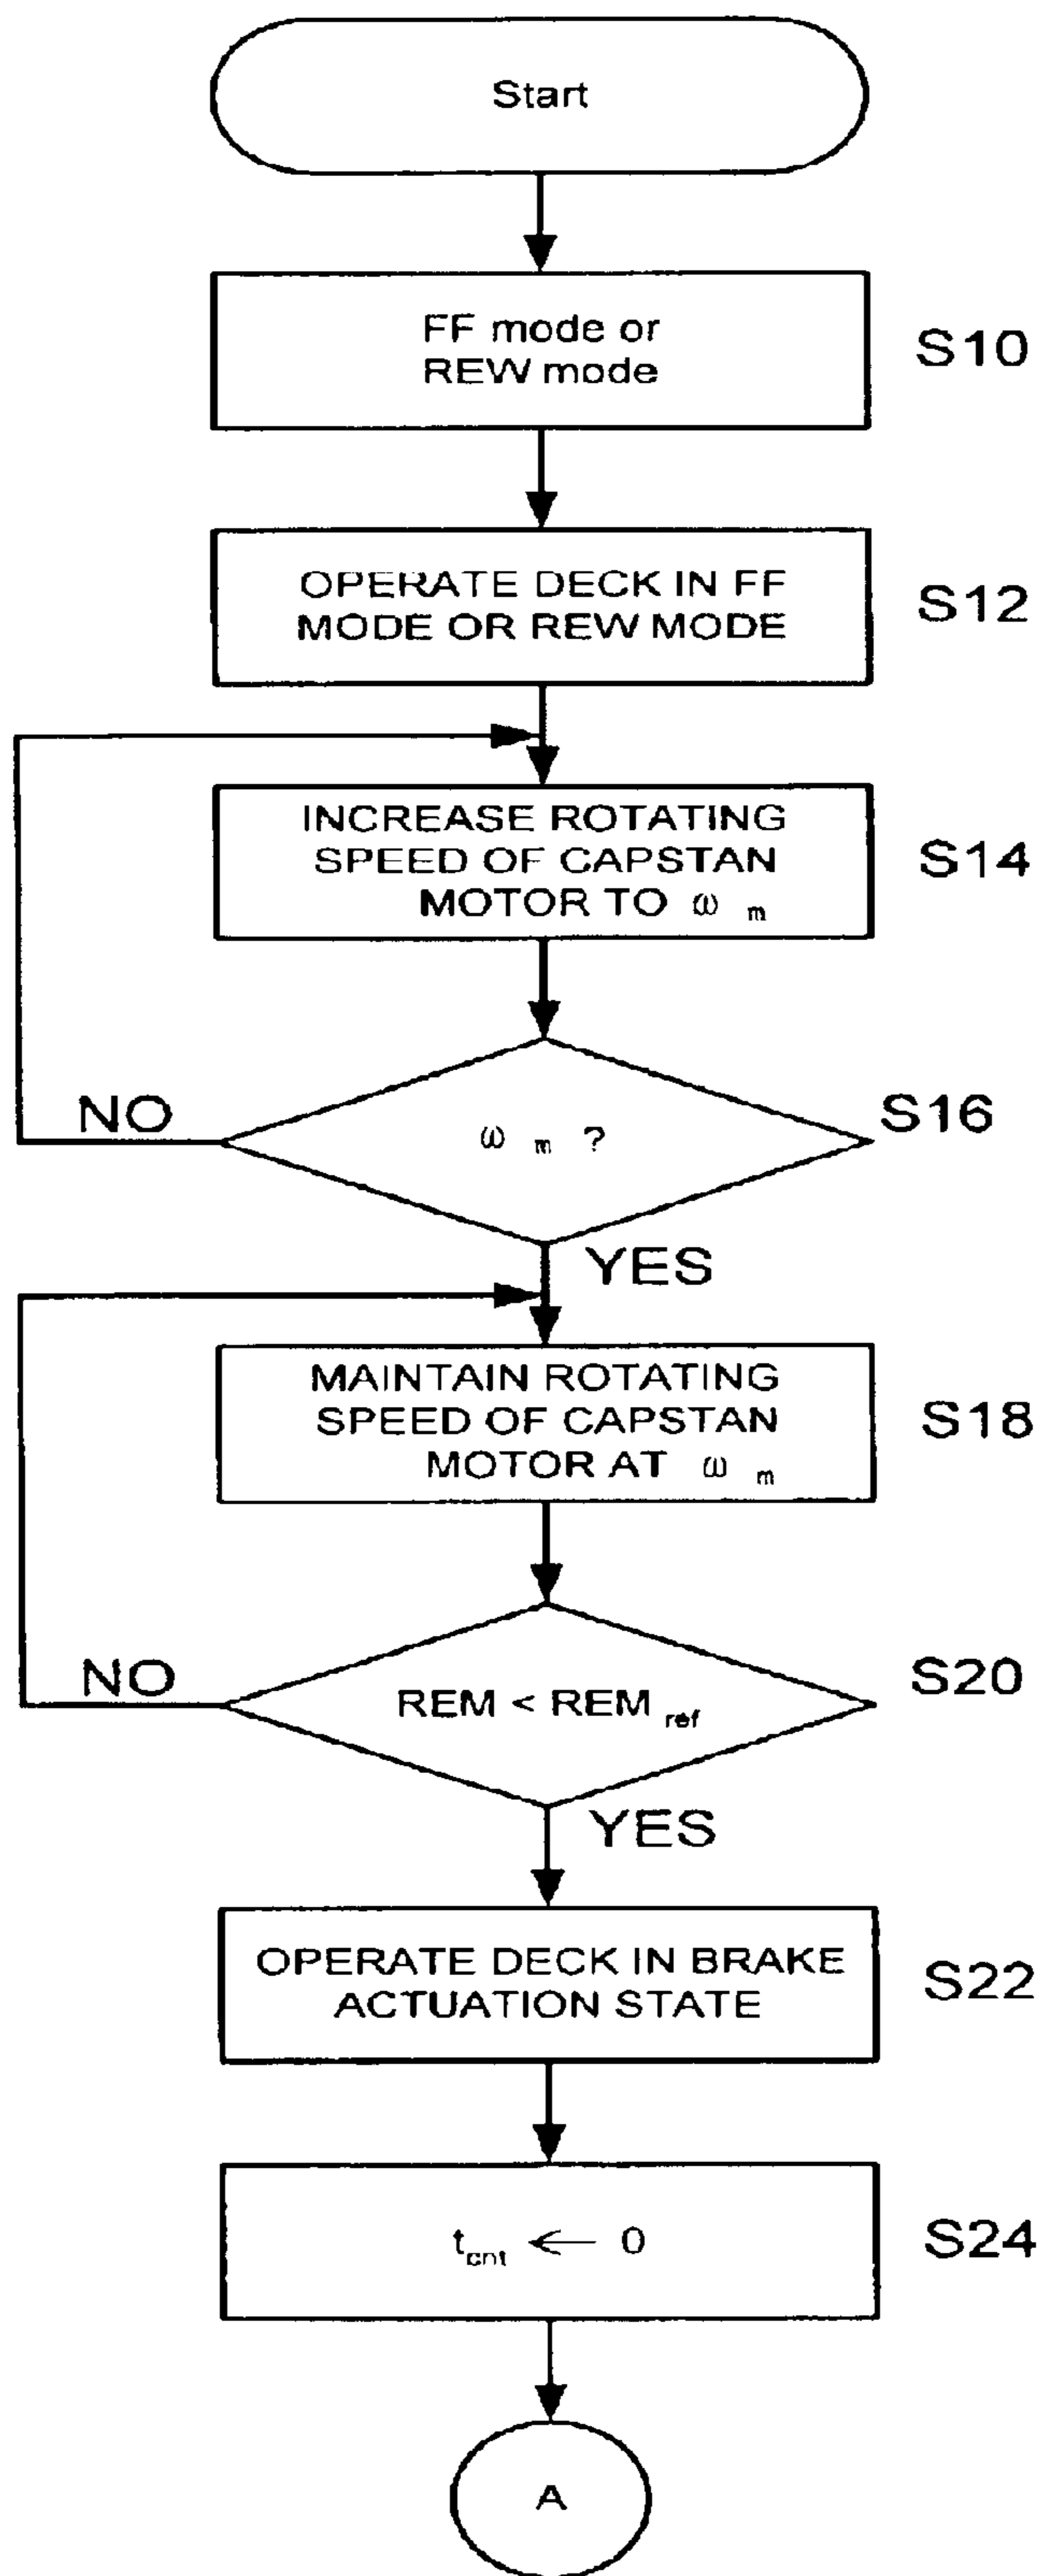 Start
FF mode or
REW mode
S10
OPERATE DECK IN FF
MODE OR REW MODE
S12
INCREASE ROTATING
SPEED OF CAPSTAN
MOTOR TO ω m
S14
ω m ?
S16
NO
YES
MAINTAIN ROTATING
SPEED OF CAPSTAN
MOTOR AT ω m
S18
REM < REM ref
S20
NO
YES
OPERATE DECK IN BRAKE
ACTUATION STATE
S22
t cnt ← 0
S24
A